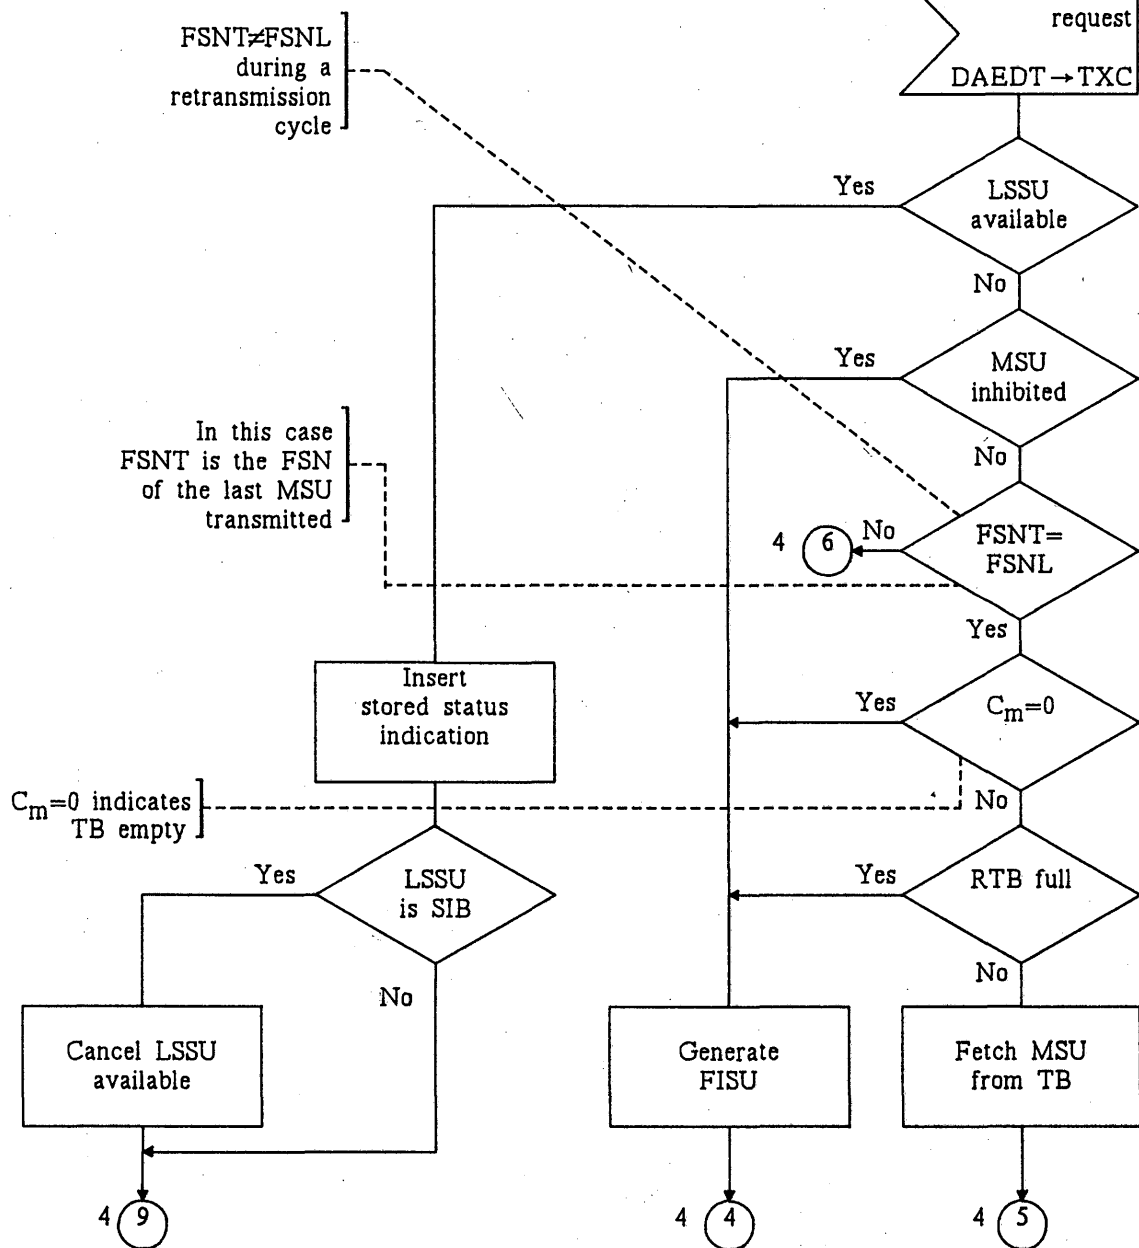 request
DAEDT→TXC
FSNT≠FSNL
during a
retransmission
cycle
Yes
LSSU
available
No
Yes
MSU
inhibited
No
In this case
FSNT is the FSN
of the last MSU
transmitted
4 6 No
FSNT=
FSNL
Yes
Insert
stored status
indication
Yes
Cm=0
No
Cm=0 indicates
TB empty
Yes
LSSU
is SIB
No
Yes
RTB full
No
Cancel LSSU
available
Generate
FISU
Fetch MSU
from TB
4 9
4 4
4 5